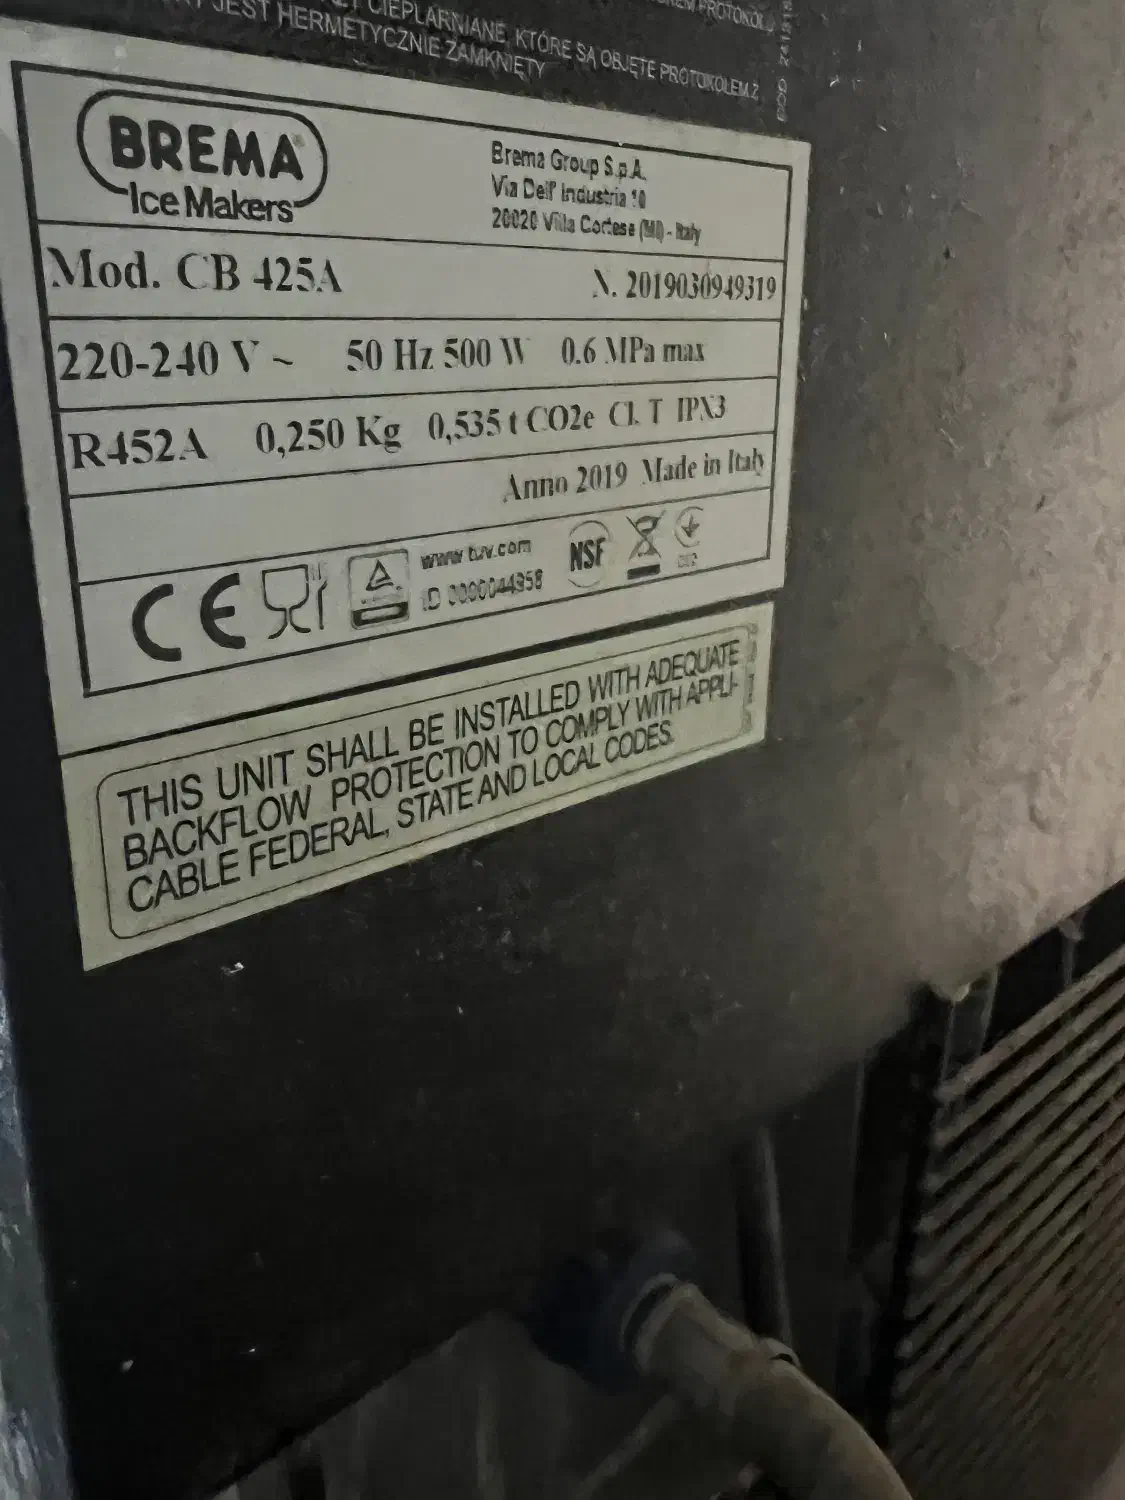 PROTOKOŁ
JEST CIEPLARNIANE, KTÓRE SĄ OBJĘTE PROTOKOŁEM Z
HERMETYCZNIE ZAMKNIĘTY
BREMA
Ice Makers
Brema Group S.p.A.
Via Dell' Industria 10
20020 Villa Cortese (MI) - Italy
Mod. CB 425A N. 2019030949319
220-240 V ~ 50 Hz 500 W 0.6 MPa max
R452A 0,250 Kg 0,535 t CO2e Cl. T IPX3
Anno 2019 Made in Italy
CE
www.tuv.com
ID 0000044358
NSF
THIS UNIT SHALL BE INSTALLED WITH ADEQUATE
BACKFLOW PROTECTION TO COMPLY WITH APPLI-
CABLE FEDERAL, STATE AND LOCAL CODES.